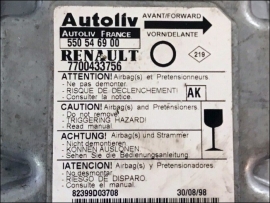 Autoliv
AVANT/FORWARD
AUTOLIV FRANCE
VORN/DELANTE
550 54 69 00
RENAULT
219
7700433756
ATTENTION! Airbag(s) et Pretensionneurs
- Ne pas demonter.
- RISQUE DE DECLENCHEMENT
AK
- Consulter la notice.
CAUTION! Airbag(s) and Pretensioners
- Do not remove
- TRIGGERING HAZARD!
- Read manual
ACHTUNG! Airbag(s) und Strammer
- Nicht demontieren
- KÖNNEN AUSLÖSEN
- Sehen Sie die Bedienungsanleitung
ATENCION! Airbag(s) y Pretensionadores
- No desmontar
- RIESGO DE DISPARO.
- Consultar el manual
82399D03708
30/08/98